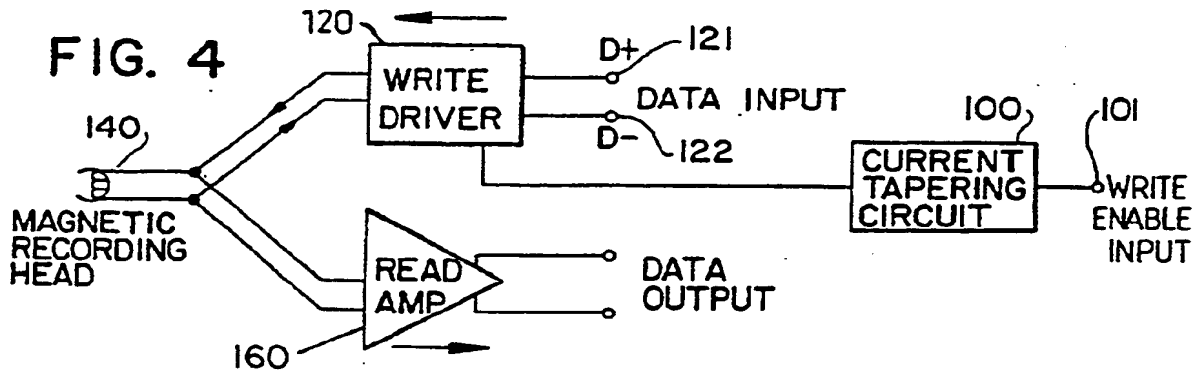 FIG. 4
120
WRITE
DRIVER
D+
121
DATA INPUT
D-
122
100
101
CURRENT
TAPERING
CIRCUIT
WRITE
ENABLE
INPUT
140
MAGNETIC
RECORDING
HEAD
READ
AMP
160
DATA
OUTPUT